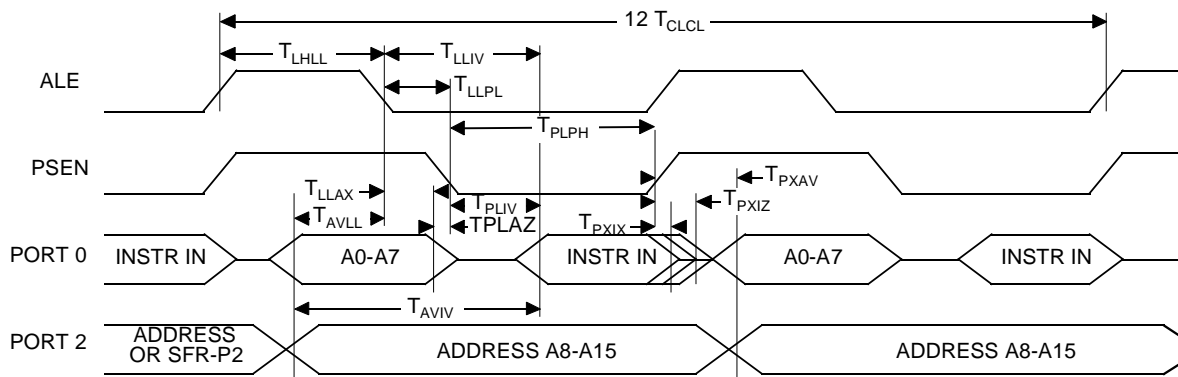 12 TCLCL
TLHLL TLLIV
ALE
TLLPL
TPLPH
PSEN
TLLAX TPXAV
TPLIV TPXIZ
TAVLL TPLAZ TPXIX
PORT 0 INSTR IN A0-A7 INSTR IN A0-A7 INSTR IN
TAVIV
PORT 2 ADDRESS OR SFR-P2 ADDRESS A8-A15 ADDRESS A8-A15